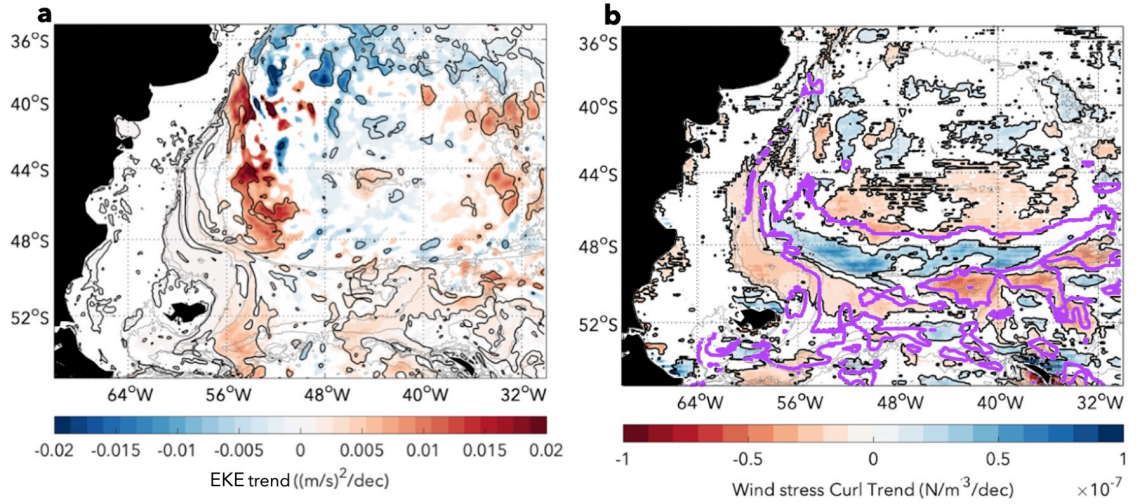 a
b
36°S
40°S
44°S
48°S
52°S
64°W 56°W 48°W 40°W 32°W
-0.02 -0.015 -0.01 -0.005 0 0.005 0.01 0.015 0.02
EKE trend ((m/s)²/dec)
36°S
40°S
44°S
48°S
52°S
64°W 56°W 48°W 40°W 32°W
-1 -0.5 0 0.5 1
Wind stress Curl Trend (N/m⁻³/dec) ×10⁻⁷